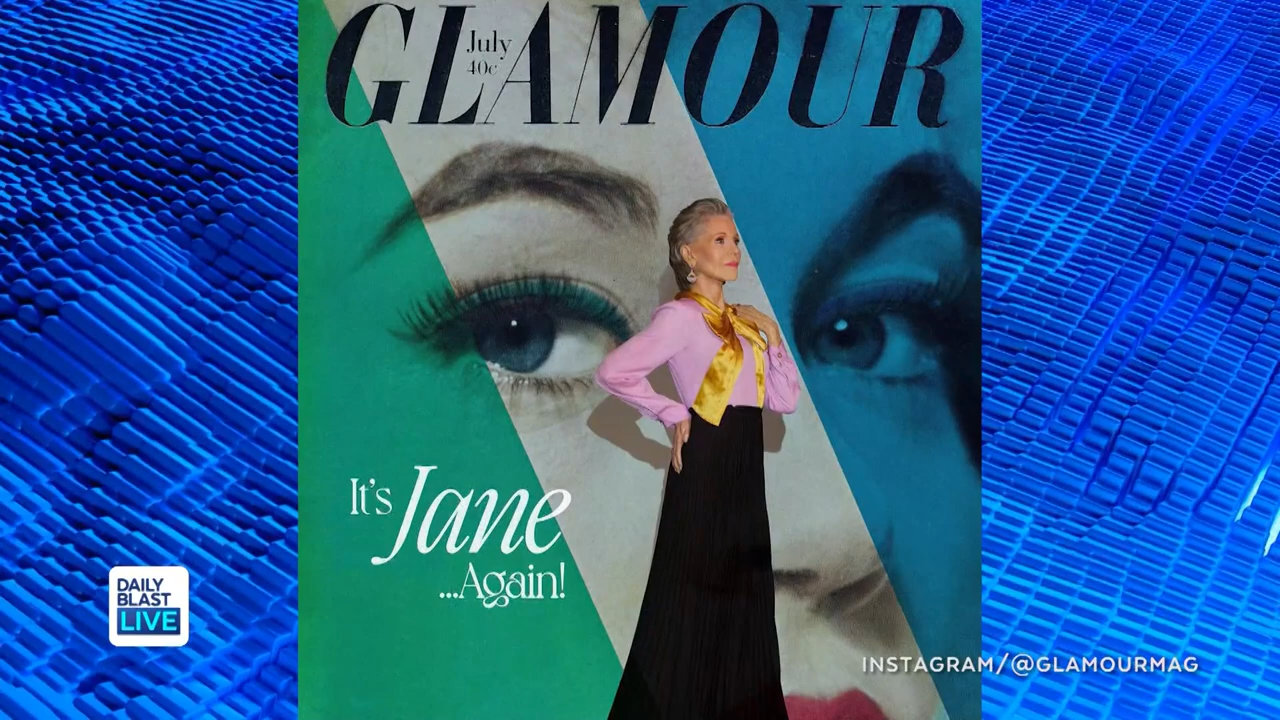 GLAMOUR
July
40c
It's Jane
...Again!
DAILY
BLAST
LIVE
INSTAGRAM/@GLAMOURMAG